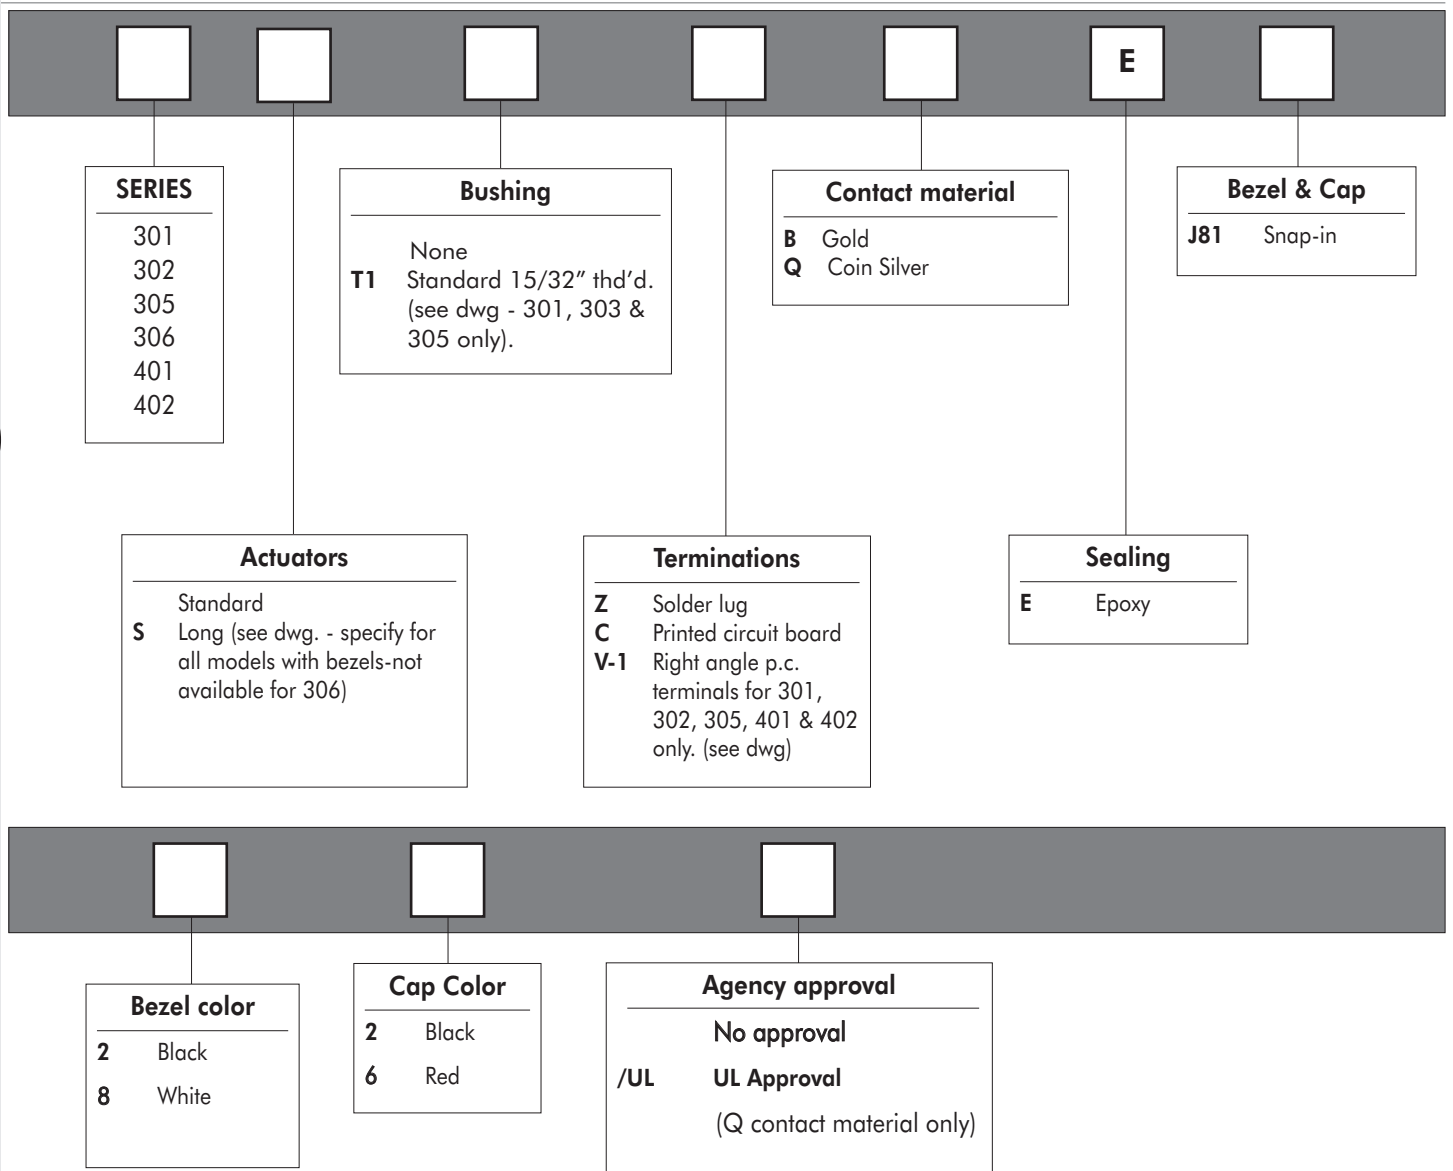 E
SERIES
301
302
305
306
401
402
Bushing
None
T1 Standard 15/32" thd'd.
(see dwg - 301, 303 &
305 only).
Contact material
B Gold
Q Coin Silver
Bezel & Cap
J81 Snap-in
Actuators
Standard
S Long (see dwg. - specify for
all models with bezels-not
available for 306)
Terminations
Z Solder lug
C Printed circuit board
V-1 Right angle p.c.
terminals for 301,
302, 305, 401 & 402
only. (see dwg)
Sealing
E Epoxy
Bezel color
2 Black
8 White
Cap Color
2 Black
6 Red
Agency approval
No approval
/UL UL Approval
(Q contact material only)